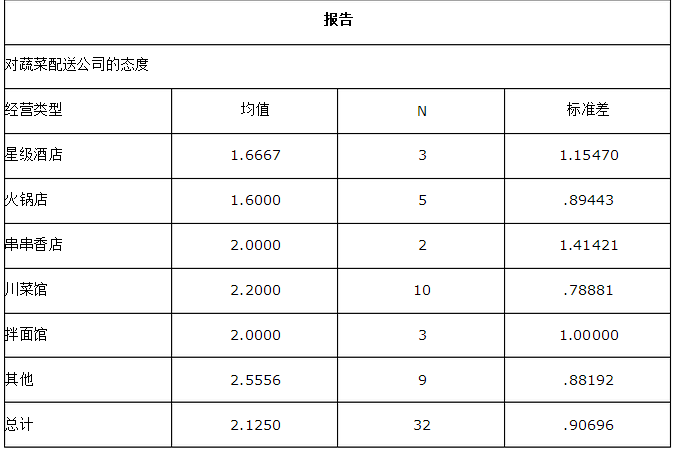 报告
对蔬菜配送公司的态度
经营类型 均值 N 标准差
星级酒店 1.6667 3 1.15470
火锅店 1.6000 5 .89443
串串香店 2.0000 2 1.41421
川菜馆 2.2000 10 .78881
拌面馆 2.0000 3 1.00000
其他 2.5556 9 .88192
总计 2.1250 32 .90696